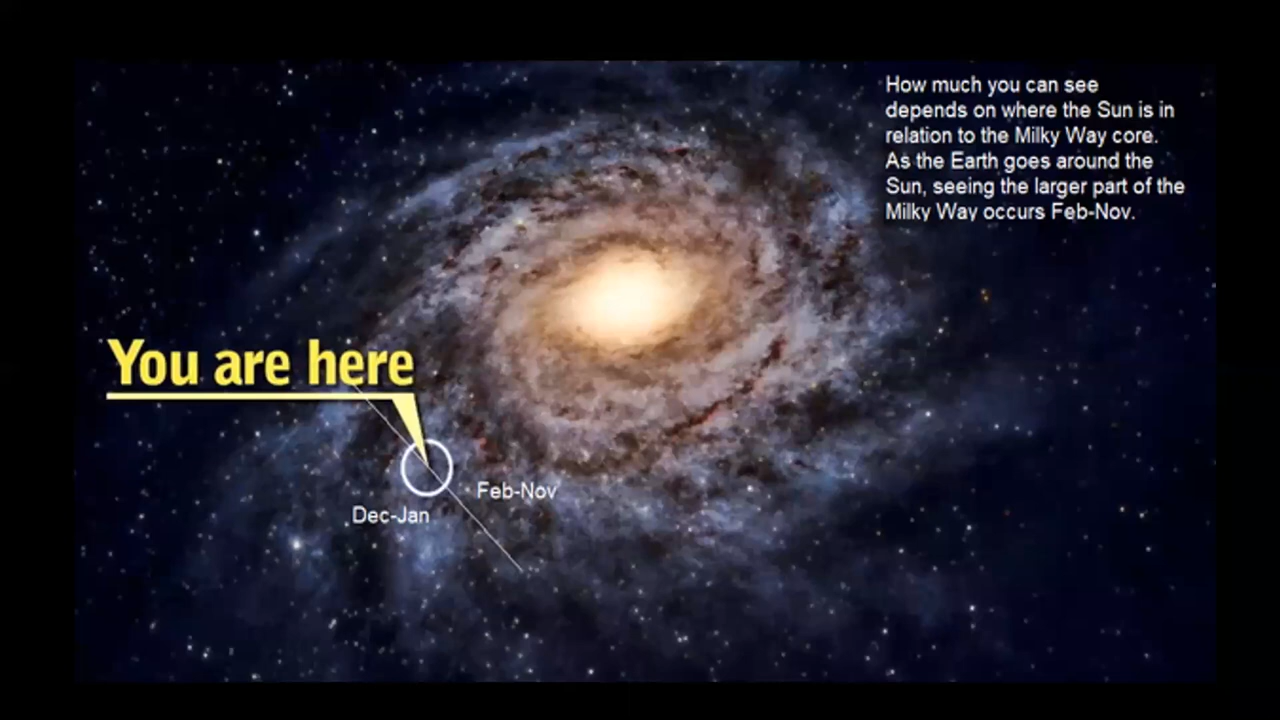 How much you can see
depends on where the Sun is in
relation to the Milky Way core.
As the Earth goes around the
Sun, seeing the larger part of the
Milky Way occurs Feb-Nov.
You are here
Feb-Nov
Dec-Jan